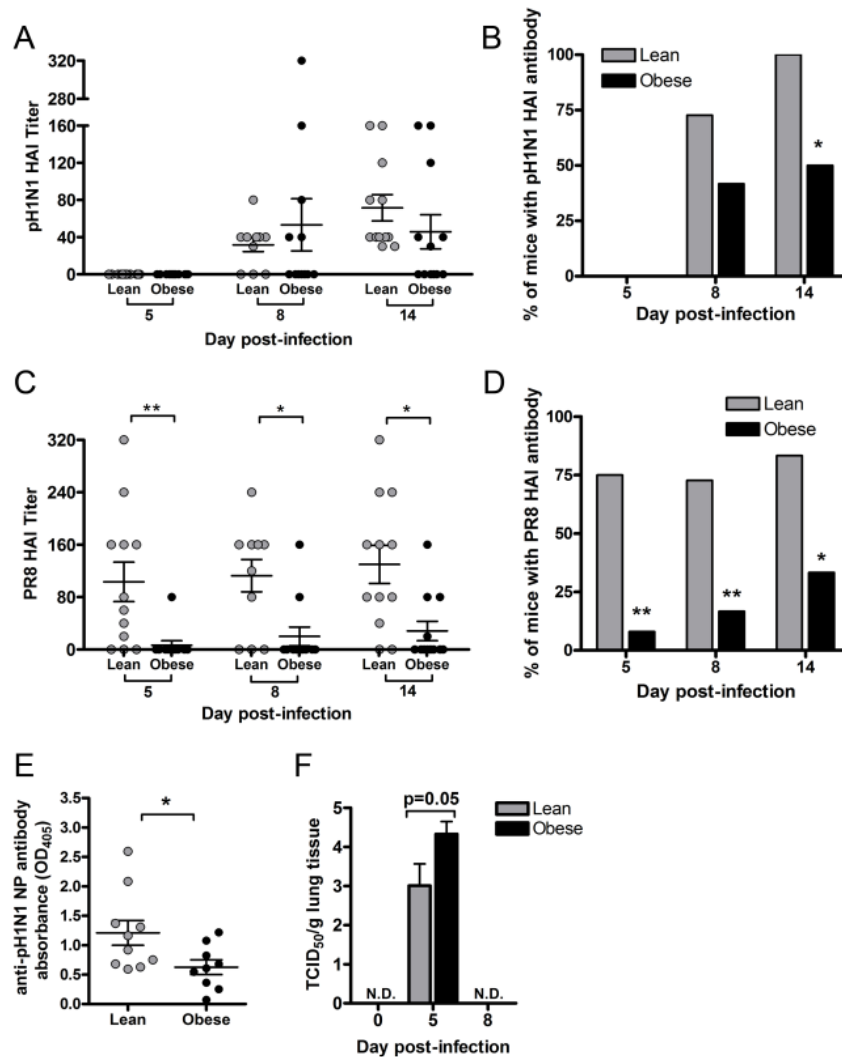 A
pH1N1 HAI Titer
320
280
160
120
80
40
0
Lean Obese Lean Obese Lean Obese
5 8 14
Day post-infection
B
% of mice with pH1N1 HAI antibody
100
75
50
25
0
Lean
Obese
*
5 8 14
Day post-infection
C
PR8 HAI Titer
** * *
320
240
160
80
0
Lean Obese Lean Obese Lean Obese
5 8 14
Day post-infection
D
% of mice with PR8 HAI antibody
100
75
50
25
0
Lean
Obese
** ** *
5 8 14
Day post-infection
E
anti-pH1N1 NP antibody
absorbance (OD405)
*
3.5
3.0
2.5
2.0
1.5
1.0
0.5
0.0
Lean Obese
F
TCID50/g lung tissue
p=0.05
5
4
3
2
1
0
Lean
Obese
N.D. N.D.
0 5 8
Day post-infection